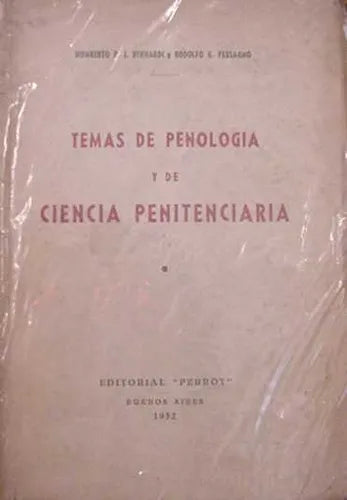 HUMBERTO P. J. BERNARDI y RODOLFO G. PESSAGNO
TEMAS DE PENOLOGIA
Y DE
CIENCIA PENITENCIARIA
EDITORIAL "PERROT"
BUENOS AIRES
1952